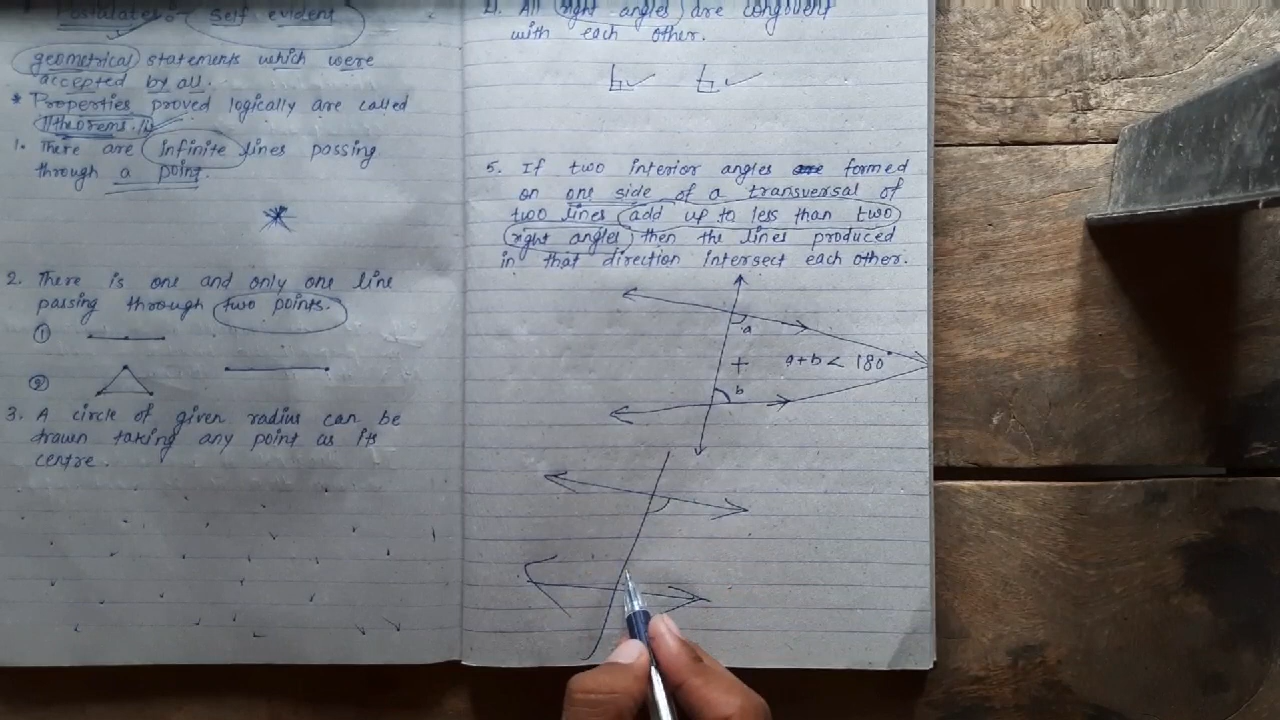 Postulates :- Self evident
geometrical statements which were
accepted by all.
* Properties proved logically are called
theorems.
1. There are infinite lines passing
through a point.
2. There is one and only one line
passing through two points.
①
②
3. A circle of given radius can be
drawn taking any point as its
centre.
4. All right angles are congruent
with each other.
5. If two interior angles are formed
on one side of a transversal of
two lines add up to less than two
right angles then the lines produced
in that direction intersect each other.
a
+
a+b < 180°
b